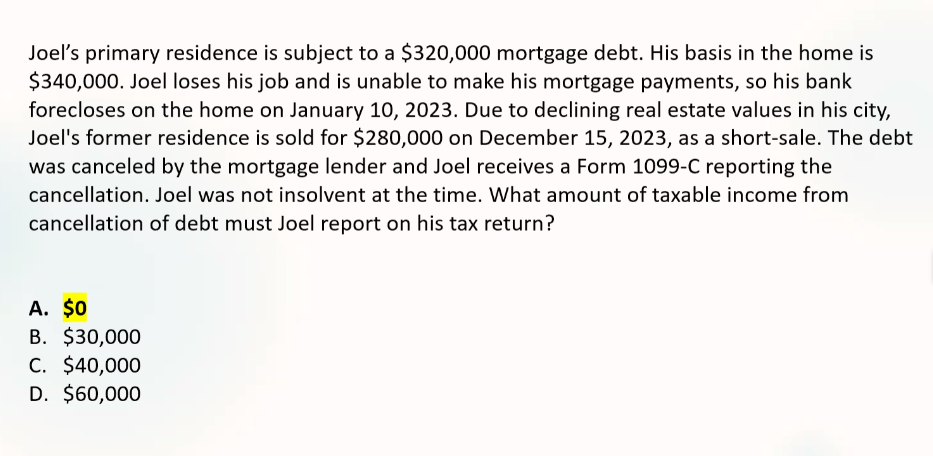 Joel’s primary residence is subject to a $320,000 mortgage debt. His basis in the home is
$340,000. Joel loses his job and is unable to make his mortgage payments, so his bank
forecloses on the home on January 10, 2023. Due to declining real estate values in his city,
Joel's former residence is sold for $280,000 on December 15, 2023, as a short-sale. The debt
was canceled by the mortgage lender and Joel receives a Form 1099-C reporting the
cancellation. Joel was not insolvent at the time. What amount of taxable income from
cancellation of debt must Joel report on his tax return?
A. $0
B. $30,000
C. $40,000
D. $60,000